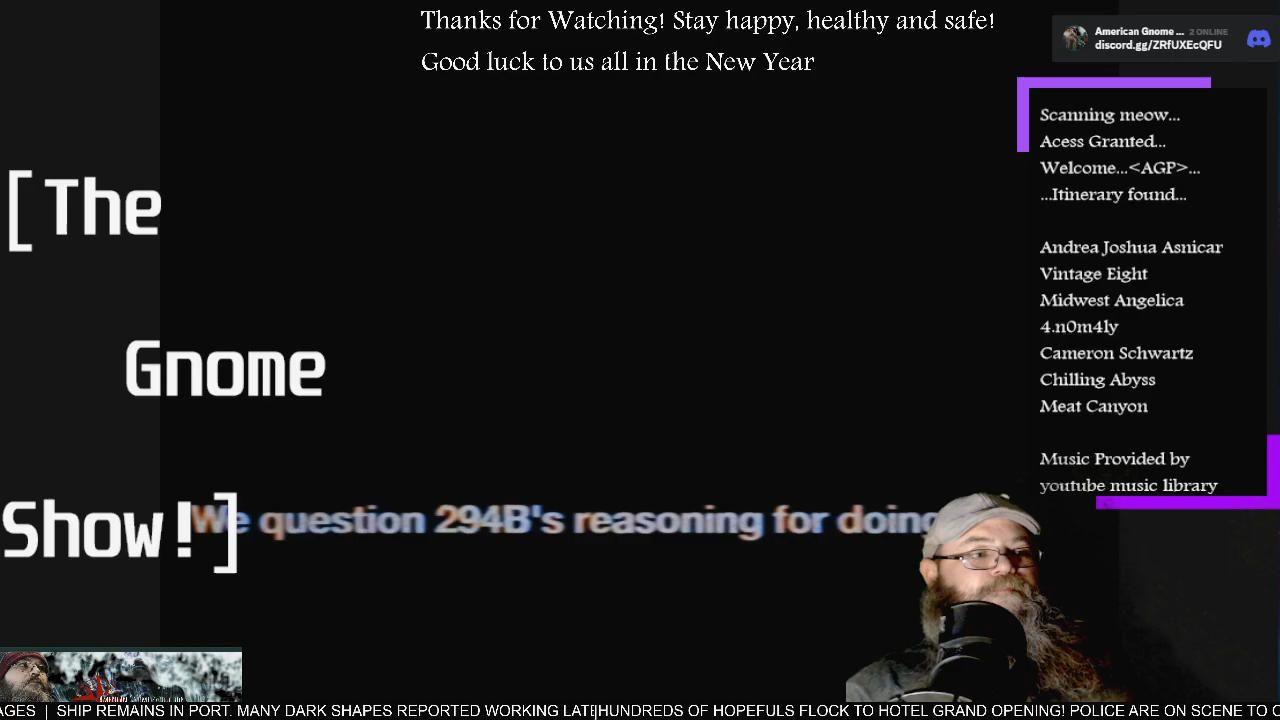 Thanks for Watching! Stay happy, healthy and safe!
Good luck to us all in the New Year
American Gnome ... 2 ONLINE
discord.gg/ZRfUXEcQFU
Scanning meow...
Acess Granted...
Welcome...<AGP>...
...Itinerary found...
Andrea Joshua Asnicar
Vintage Eight
Midwest Angelica
4.n0m4ly
Cameron Schwartz
Chilling Abyss
Meat Canyon
Music Provided by
youtube music library
[The
Gnome
Show!]
We question 294B's reasoning for doing
AGES | SHIP REMAINS IN PORT. MANY DARK SHAPES REPORTED WORKING LATE|HUNDREDS OF HOPEFULS FLOCK TO HOTEL GRAND OPENING! POLICE ARE ON SCENE TO